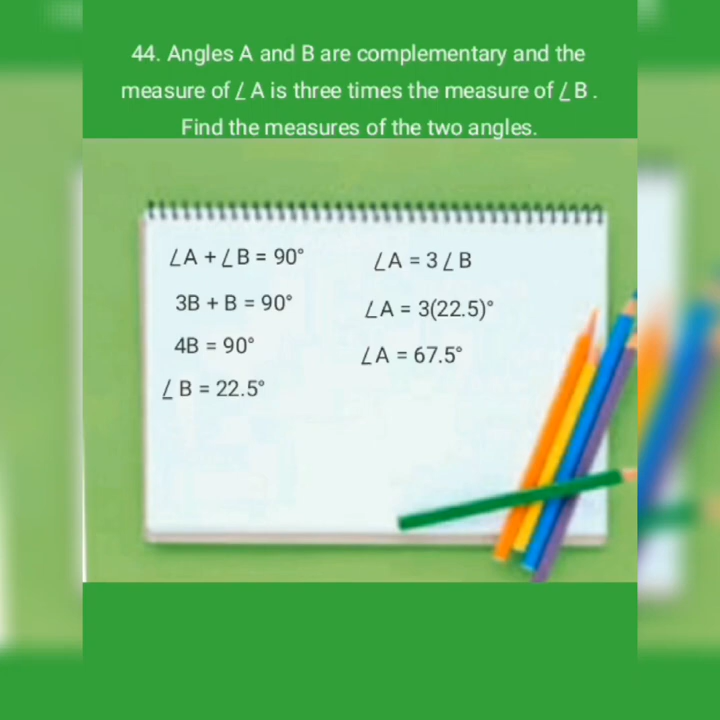 44. Angles A and B are complementary and the
measure of ∠ A is three times the measure of ∠ B .
Find the measures of the two angles.
∠A + ∠B = 90°
3B + B = 90°
4B = 90°
∠ B = 22.5°
∠A = 3∠B
∠A = 3(22.5)°
∠A = 67.5°